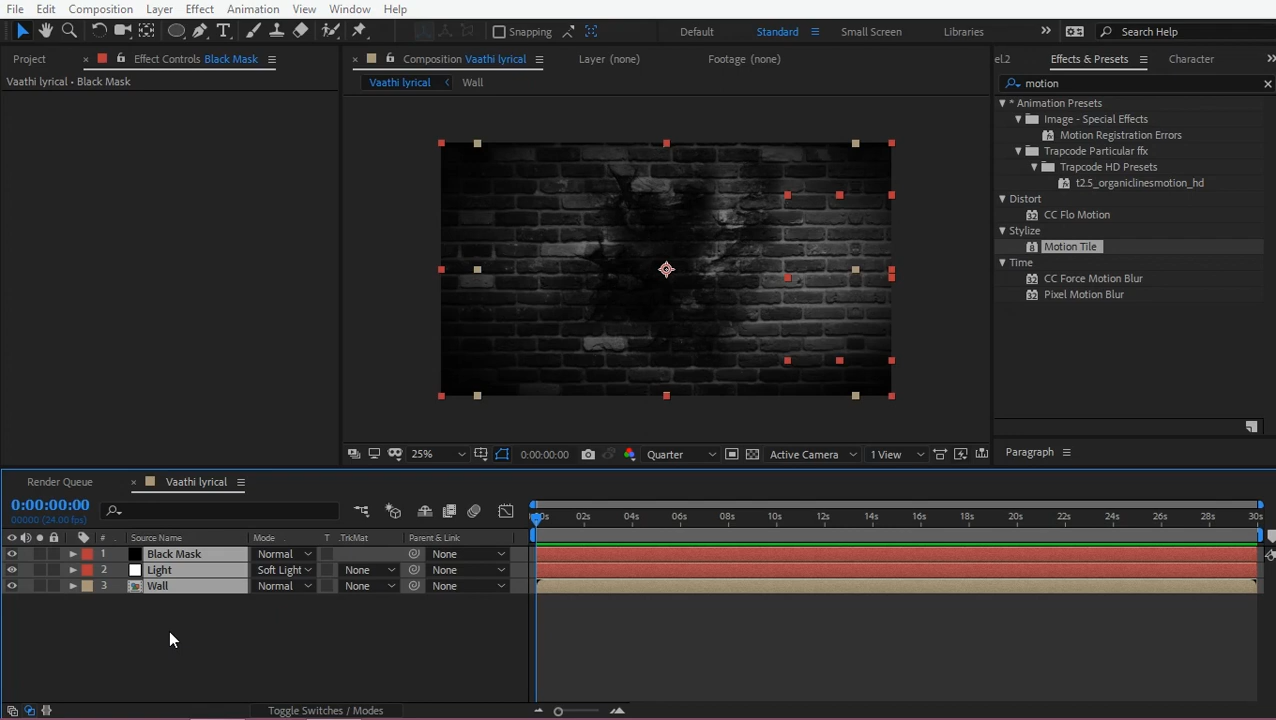 File Edit Composition Layer Effect Animation View Window Help
T Snapping Default Standard Small Screen Libraries » Search Help
Project × Effect Controls Black Mask × Composition Vaathi lyrical Layer (none) Footage (none) el2 Effects & Presets Character »
Vaathi lyrical • Black Mask Vaathi lyrical Wall motion ×
* Animation Presets
Image - Special Effects
Motion Registration Errors
Trapcode Particular ffx
Trapcode HD Presets
t2.5_organiclinesmotion_hd
Distort
CC Flo Motion
Stylize
Motion Tile
Time
CC Force Motion Blur
Pixel Motion Blur
25% 0:00:00:00 Quarter Active Camera 1 View Paragraph
Render Queue × Vaathi lyrical
0:00:00:00
00000 (24.00 fps)
00s 02s 04s 06s 08s 10s 12s 14s 16s 18s 20s 22s 24s 26s 28s 30s
# Source Name Mode T .TrkMat Parent & Link
1 Black Mask Normal None
2 Light Soft Light None None
3 Wall Normal None None
Toggle Switches / Modes